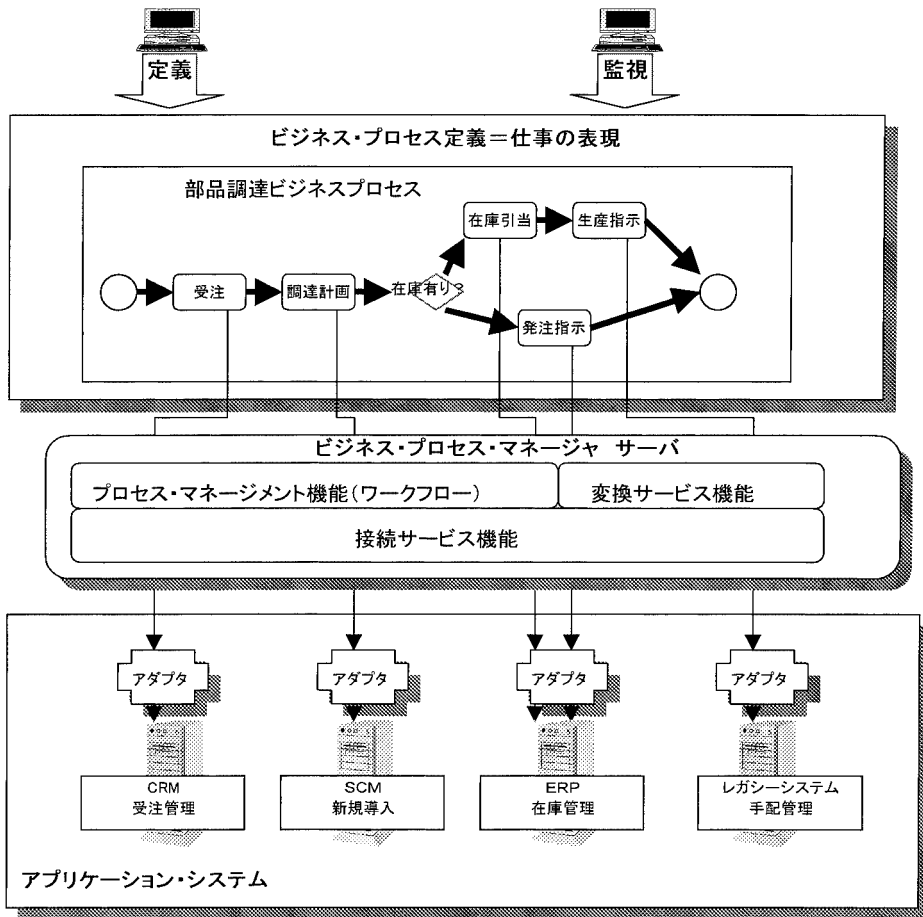 定義
監視
ビジネス・プロセス定義＝仕事の表現
部品調達ビジネスプロセス
在庫引当
生産指示
受注
調達計画
在庫有り？
発注指示
ビジネス・プロセス・マネージャ サーバ
プロセス・マネージメント機能(ワークフロー)
変換サービス機能
接続サービス機能
アダプタ
アダプタ
アダプタ
アダプタ
CRM
受注管理
SCM
新規導入
ERP
在庫管理
レガシーシステム
手配管理
アプリケーション・システム